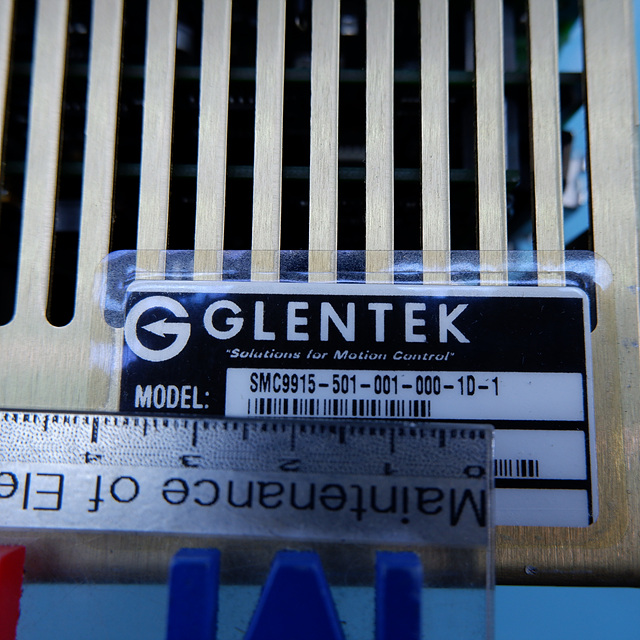 GLENTEK
"Solutions for Motion Control"
MODEL: SMC9915-501-001-000-1D-1
4 3 2 1 0
Maintenance of Ele